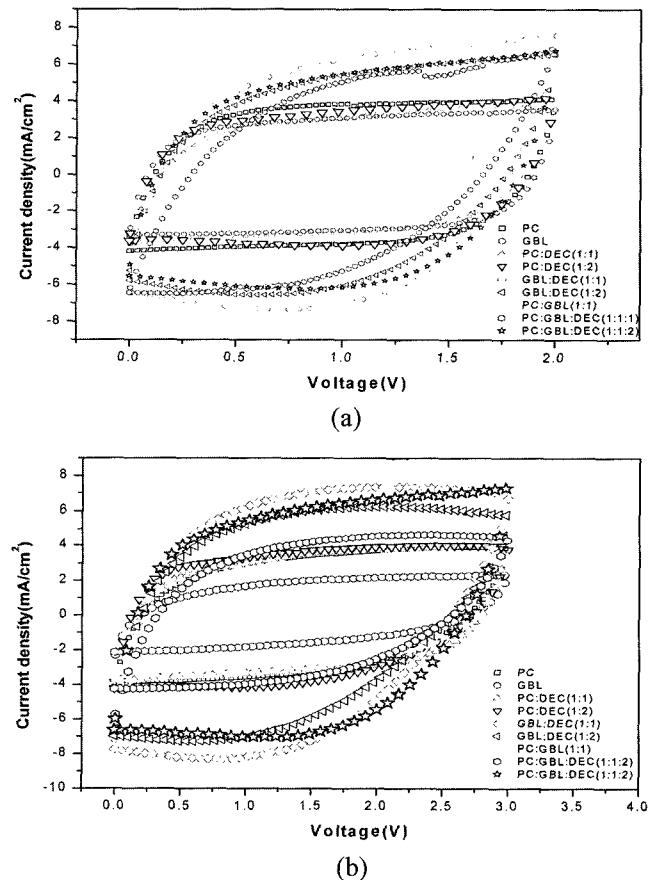 8
6
4
2
0
-2
-4
-6
-8
Current density(mA/cm²)
0.0 0.5 1.0 1.5 2.0
Voltage(V)
PC
GBL
PC:DEC(1:1)
PC:DEC(1:2)
GBL:DEC(1:1)
GBL:DEC(1:2)
PC:GBL(1:1)
PC:GBL:DEC(1:1:1)
PC:GBL:DEC(1:1:2)
(a)
8
6
4
2
0
-2
-4
-6
-8
-10
Current density(mA/cm²)
0.0 0.5 1.0 1.5 2.0 2.5 3.0 3.5 4.0
Voltage(V)
PC
GBL
PC:DEC(1:1)
PC:DEC(1:2)
GBL:DEC(1:1)
GBL:DEC(1:2)
PC:GBL(1:1)
PC:GBL:DEC(1:1:2)
PC:GBL:DEC(1:1:2)
(b)